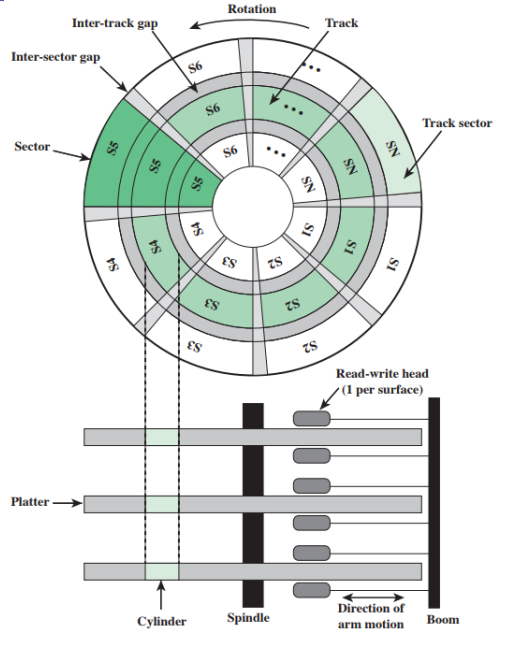 Rotation
Inter-track gap
Track
Inter-sector gap
S6
•••
S6
•••
Track sector
SN
Sector
S5
S5
S6
•••
SN
S5
SN
S4
S1
S4
S1
S4
S3
S2
S1
S3
S2
S3
S2
Read-write head
(1 per surface)
Platter
Cylinder
Spindle
Direction of
arm motion
Boom